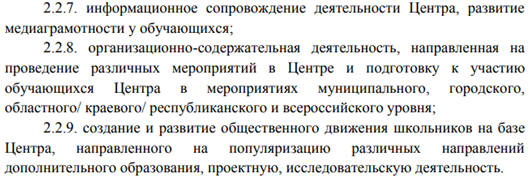 2.2.7. информационное сопровождение деятельности Центра, развитие
медиаграмотности у обучающихся;
2.2.8. организационно-содержательная деятельность, направленная на
проведение различных мероприятий в Центре и подготовку к участию
обучающихся Центра в мероприятиях муниципального, городского,
областного/ краевого/ республиканского и всероссийского уровня;
2.2.9. создание и развитие общественного движения школьников на базе
Центра, направленного на популяризацию различных направлений
дополнительного образования, проектную, исследовательскую деятельность.